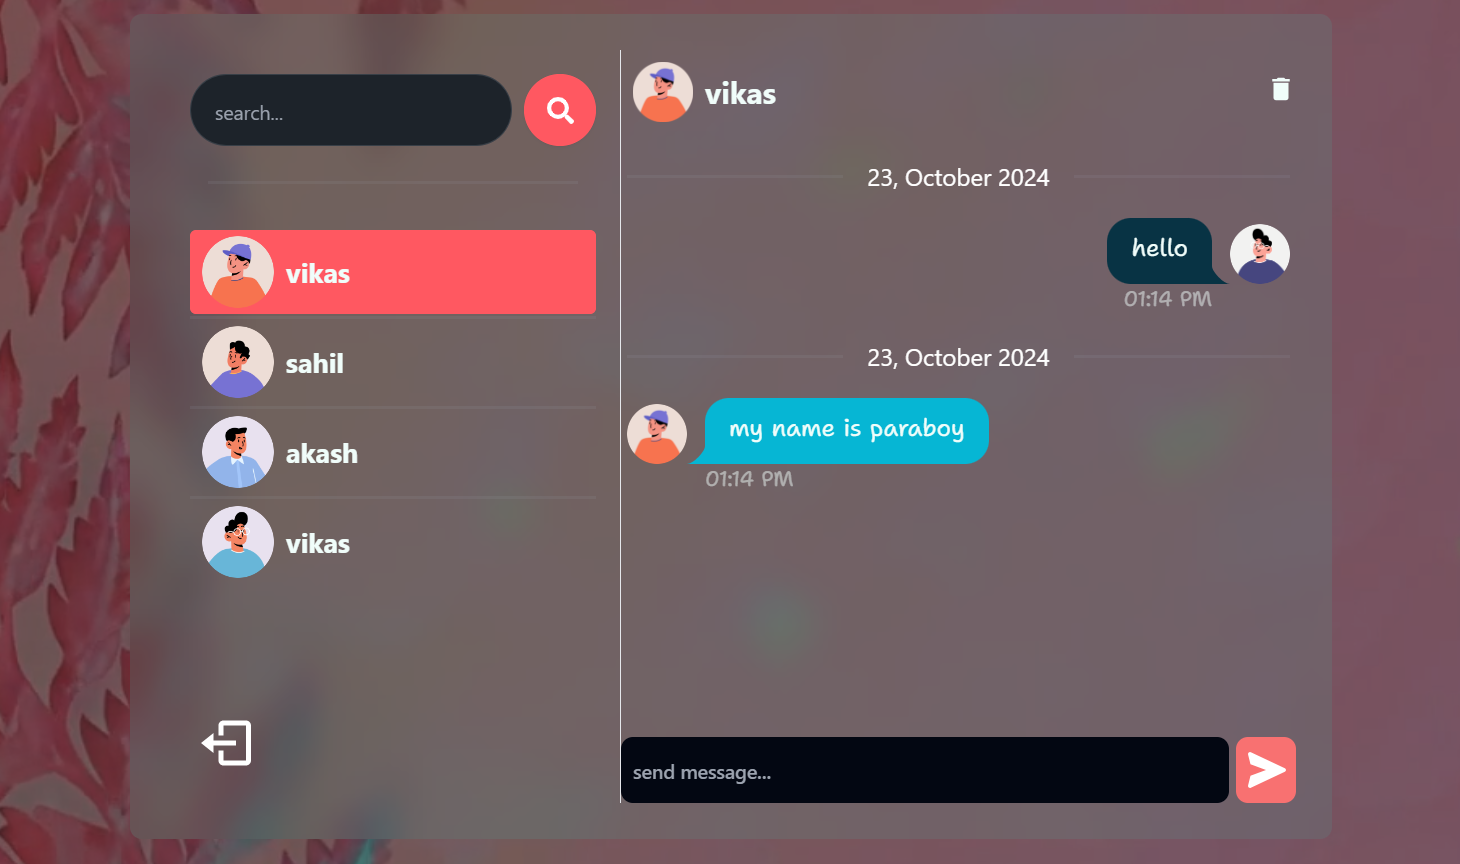 search...
vikas
sahil
akash
vikas
vikas
23, October 2024
hello
01:14 PM
23, October 2024
my name is paraboy
01:14 PM
send message...